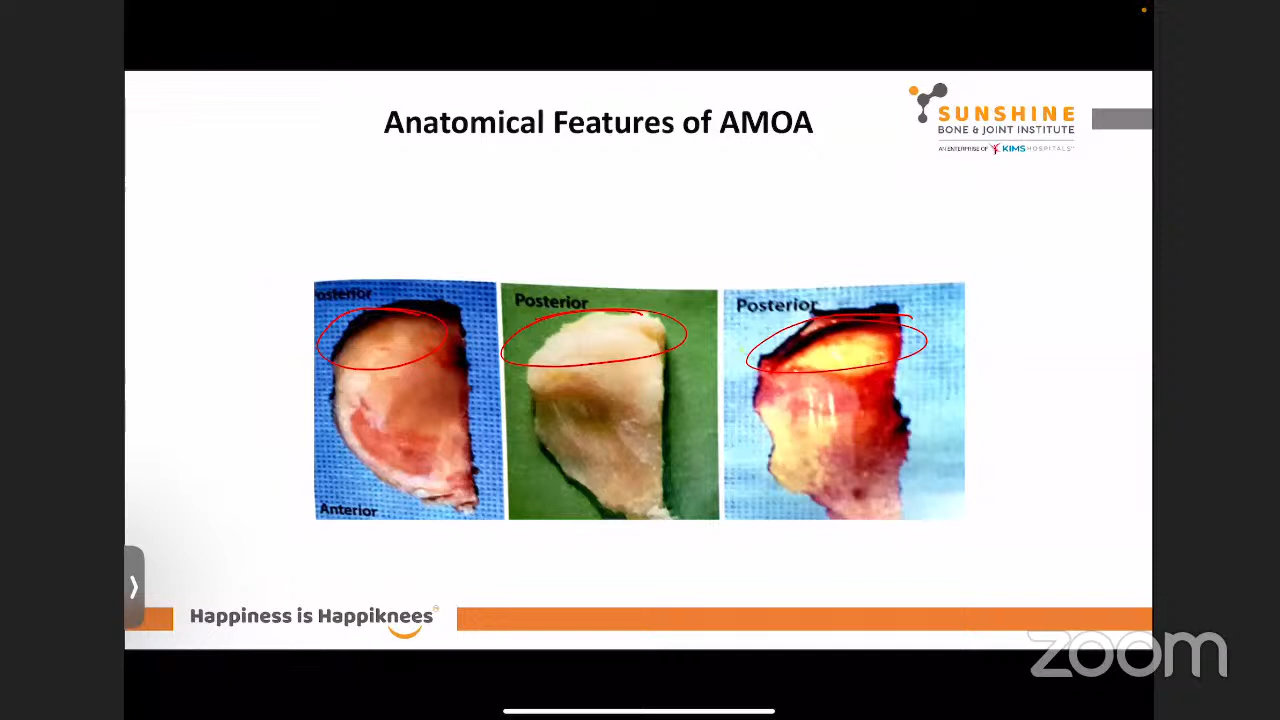 Anatomical Features of AMOA
SUNSHINE
BONE & JOINT INSTITUTE
AN ENTERPRISE OF KIMS HOSPITALS
osterior
Posterior
Posterior
Anterior
Happiness is Happiknees
zoom